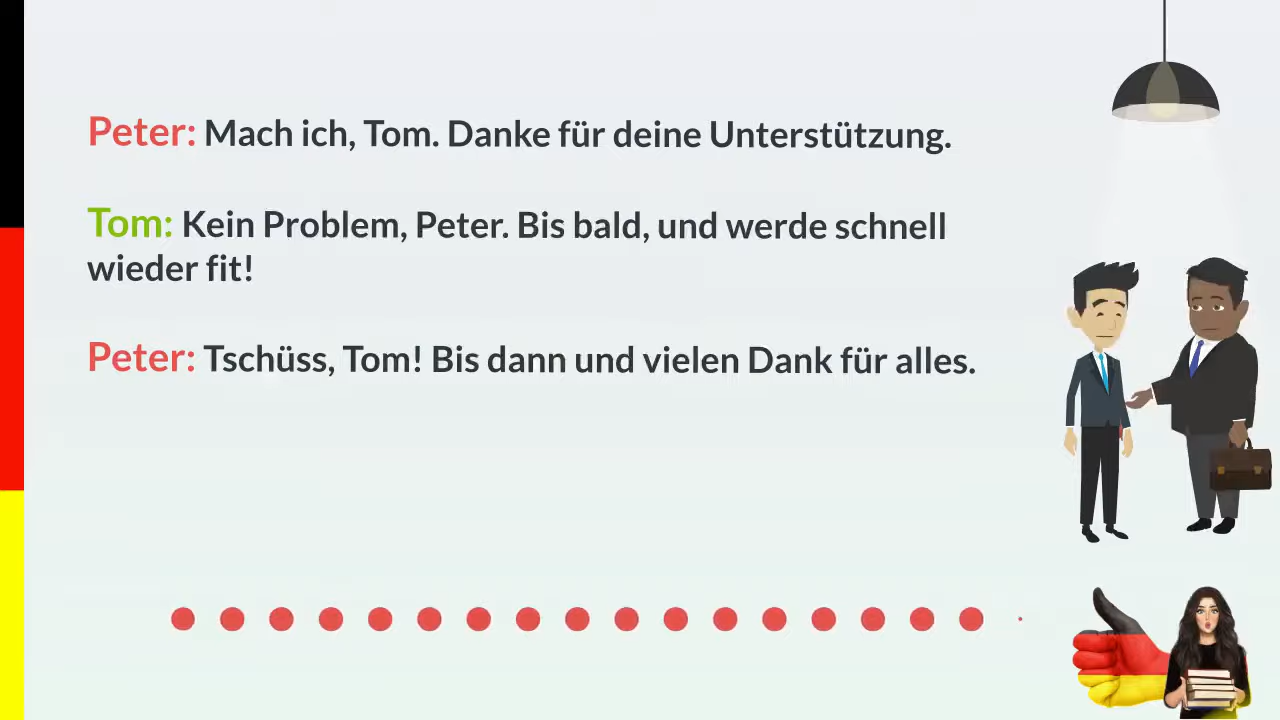 Peter: Mach ich, Tom. Danke für deine Unterstützung.
Tom: Kein Problem, Peter. Bis bald, und werde schnell
wieder fit!
Peter: Tschüss, Tom! Bis dann und vielen Dank für alles.